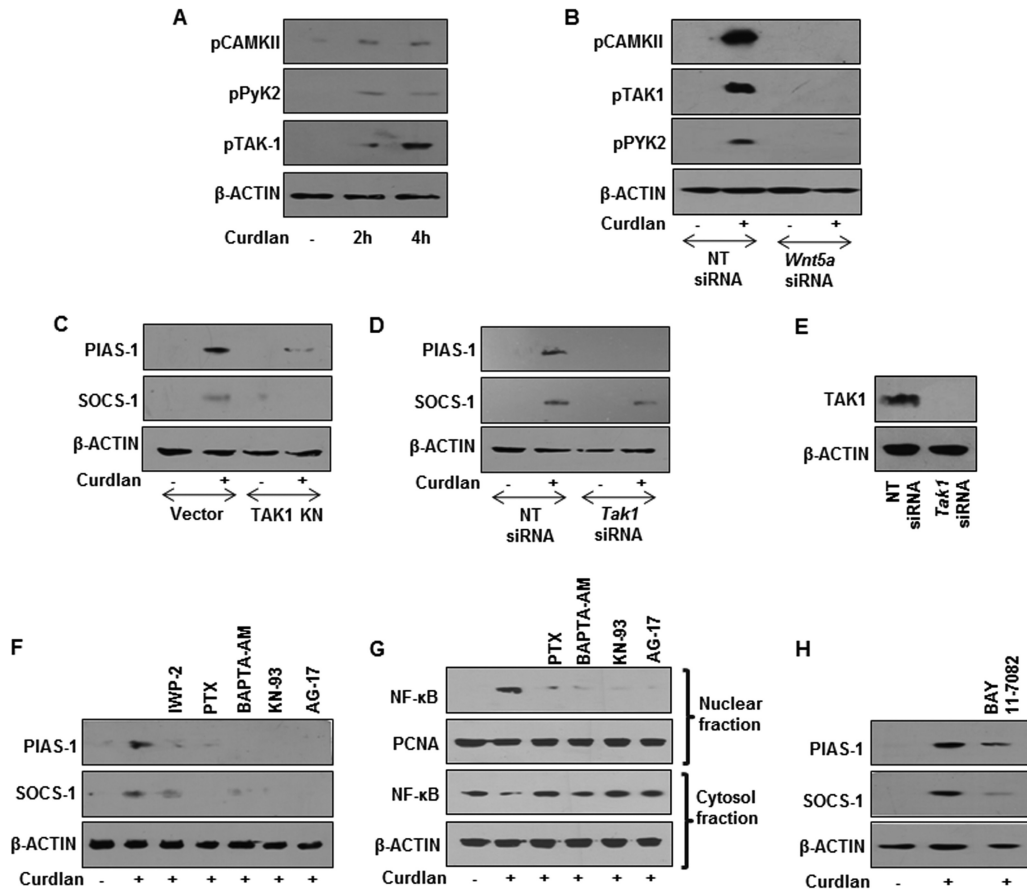 A
pCAMKII
pPyK2
pTAK-1
β-ACTIN
Curdlan - 2h 4h
B
pCAMKII
pTAK1
pPYK2
β-ACTIN
Curdlan - + - +
NT siRNA Wnt5a siRNA
C
PIAS-1
SOCS-1
β-ACTIN
Curdlan - + - +
Vector TAK1 KN
D
PIAS-1
SOCS-1
β-ACTIN
Curdlan - + - +
NT siRNA Tak1 siRNA
E
TAK1
β-ACTIN
NT siRNA Tak1 siRNA
F
IWP-2 PTX BAPTA-AM KN-93 AG-17
PIAS-1
SOCS-1
β-ACTIN
Curdlan - + + + + + +
G
PTX BAPTA-AM KN-93 AG-17
NF-κB
PCNA
Nuclear fraction
NF-κB
β-ACTIN
Cytosol fraction
Curdlan - + + + + +
H
BAY 11-7082
PIAS-1
SOCS-1
β-ACTIN
Curdlan - + +